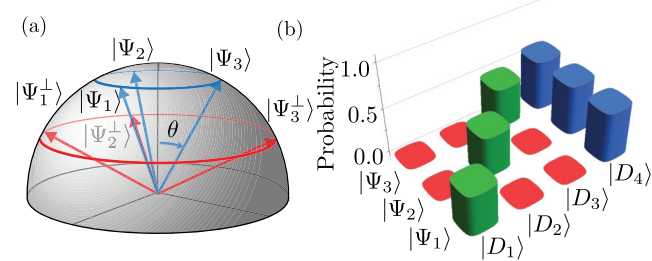 (a)
|Ψ₂⟩
|Ψ₃⟩
|Ψ₁^⊥⟩
|Ψ₁⟩
|Ψ₃^⊥⟩
|Ψ₂^⊥⟩
θ
(b)
Probability
1.0
0.5
0.0
|Ψ₃⟩
|Ψ₂⟩
|Ψ₁⟩
|D₁⟩
|D₂⟩
|D₃⟩
|D₄⟩